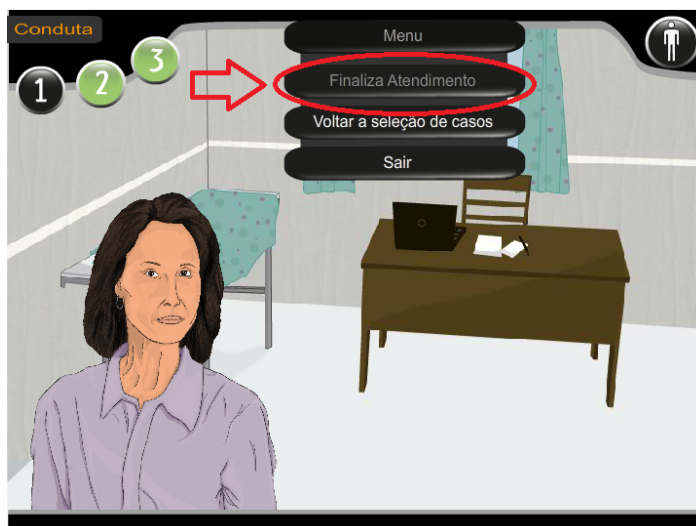 Conduta
1
2
3
Menu
Finaliza Atendimento
Voltar a seleção de casos
Sair